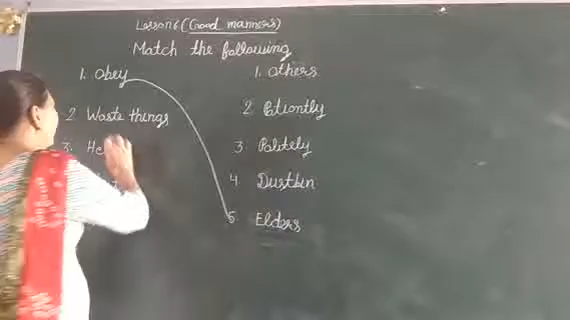 Lesson 6 (Good manners)
Match the following
1. Obey 1. Others
2 Waste things 2. Patiently
3. He 3 Politely
4. Dustbin
5. Elders